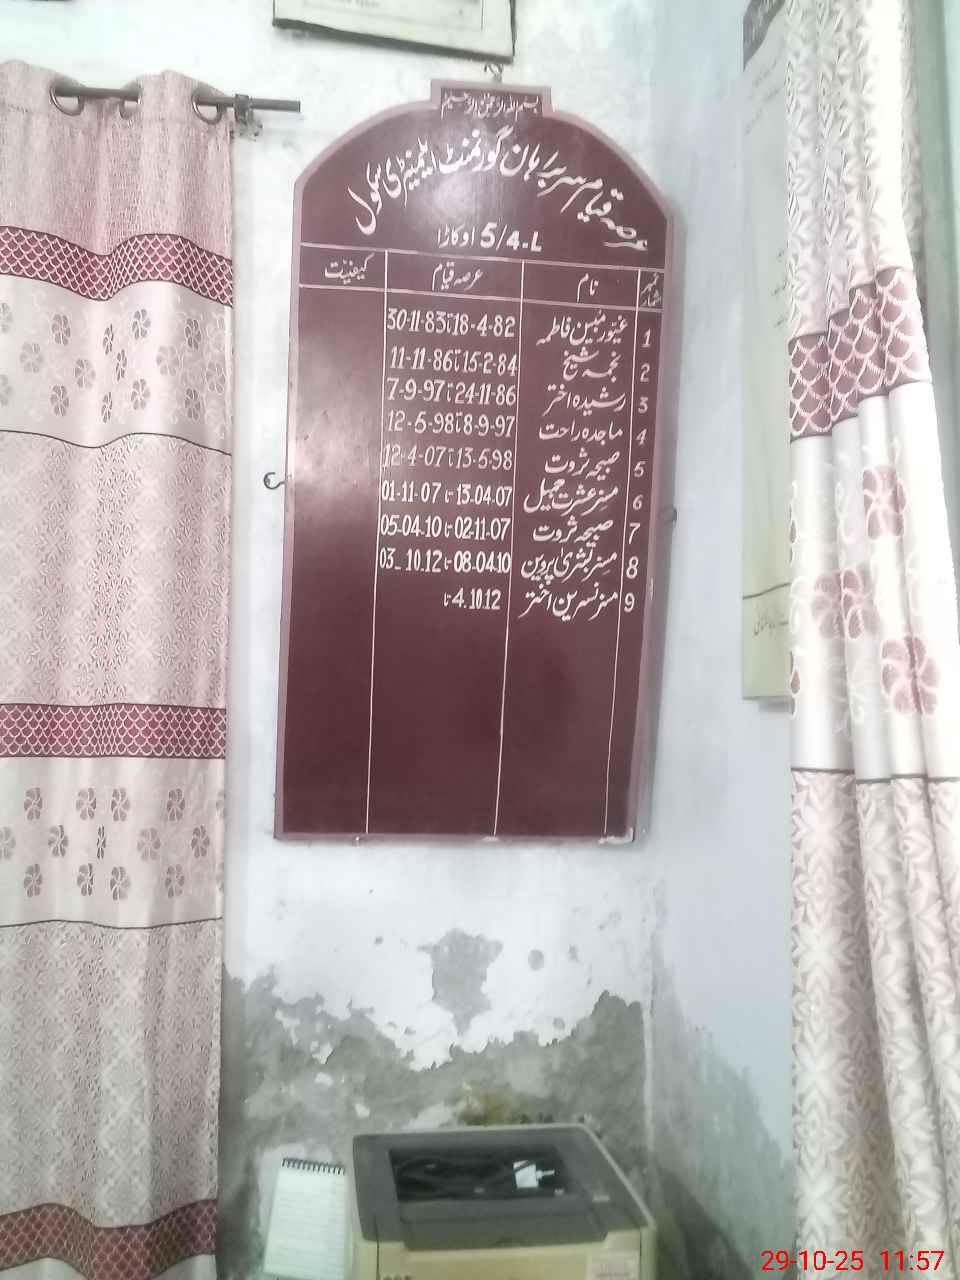 بسم اللہ الرحمٰن الرحیم
عرصہ قیام سربراہان گورنمنٹ ایلیمنٹری سکول
5/4-L اوکاڑا
نمبر شمار نام عرصہ قیام کیفیّت
1 غیّور مُبین فاطمہ 18-4-82 تا 30-11-83
2 نجمہ شیخ 15-2-84 تا 11-11-86
3 رشیدہ اختر 24-11-86 تا 7-9-97
4 ماجدہ راحت 8-9-97 تا 12-5-98
5 صبیحہ ثروت 13-5-98 تا 12-4-07
6 مسز عشرت جمیل 13.04.07 تا 01-11-07
7 صبیحہ ثروت 02-11-07 تا 05-04.10
8 مسز بشریٰ پروین 08.04.10 تا 03-10.12
9 مسز نسرین اختر 4.10.12 تا
29-10-25 11:57